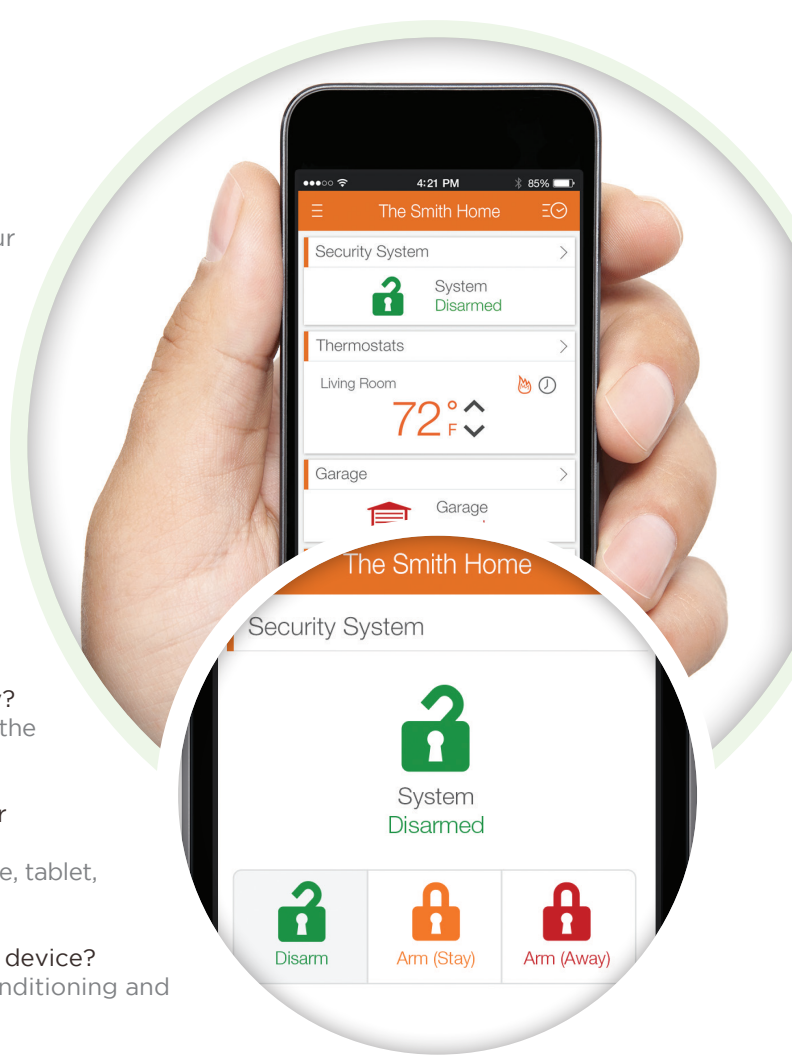 ur
4:21 PM
85%
The Smith Home
Security System
System
Disarmed
Thermostats
Living Room
72°F
Garage
Garage
The Smith Home
Security System
System
Disarmed
Disarm
Arm (Stay)
Arm (Away)
?
the
r
e, tablet,
device?
nditioning and